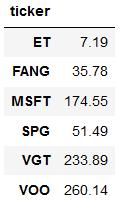 ticker
ET 7.19
FANG 35.78
MSFT 174.55
SPG 51.49
VGT 233.89
VOO 260.14